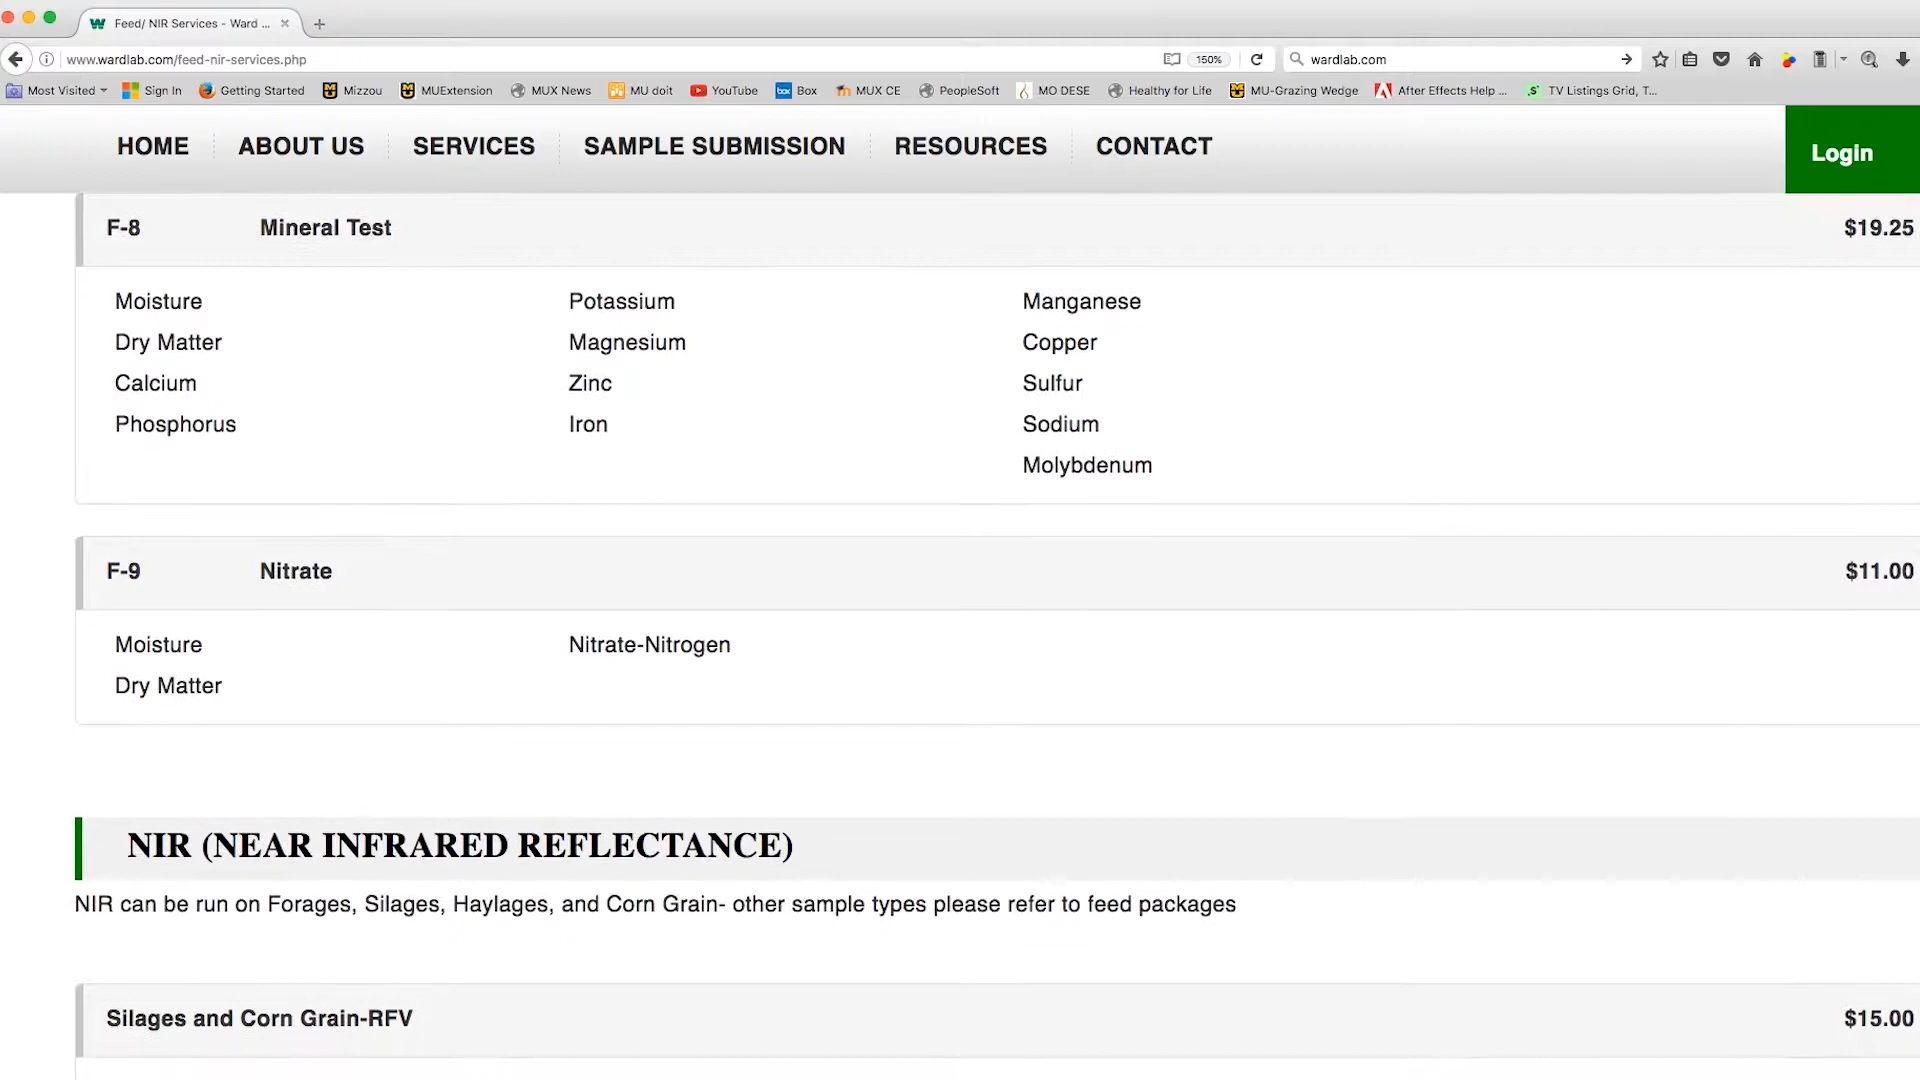 Feed/ NIR Services - Ward ...
www.wardlab.com/feed-nir-services.php
150%
wardlab.com
Most Visited
Sign In
Getting Started
Mizzou
MUExtension
MUX News
MU doit
YouTube
Box
MUX CE
PeopleSoft
MO DESE
Healthy for Life
MU-Grazing Wedge
After Effects Help ...
TV Listings Grid, T...
HOME
ABOUT US
SERVICES
SAMPLE SUBMISSION
RESOURCES
CONTACT
Login
F-8 Mineral Test $19.25
Moisture Potassium Manganese
Dry Matter Magnesium Copper
Calcium Zinc Sulfur
Phosphorus Iron Sodium
Molybdenum
F-9 Nitrate $11.00
Moisture Nitrate-Nitrogen
Dry Matter
NIR (NEAR INFRARED REFLECTANCE)
NIR can be run on Forages, Silages, Haylages, and Corn Grain- other sample types please refer to feed packages
Silages and Corn Grain-RFV $15.00